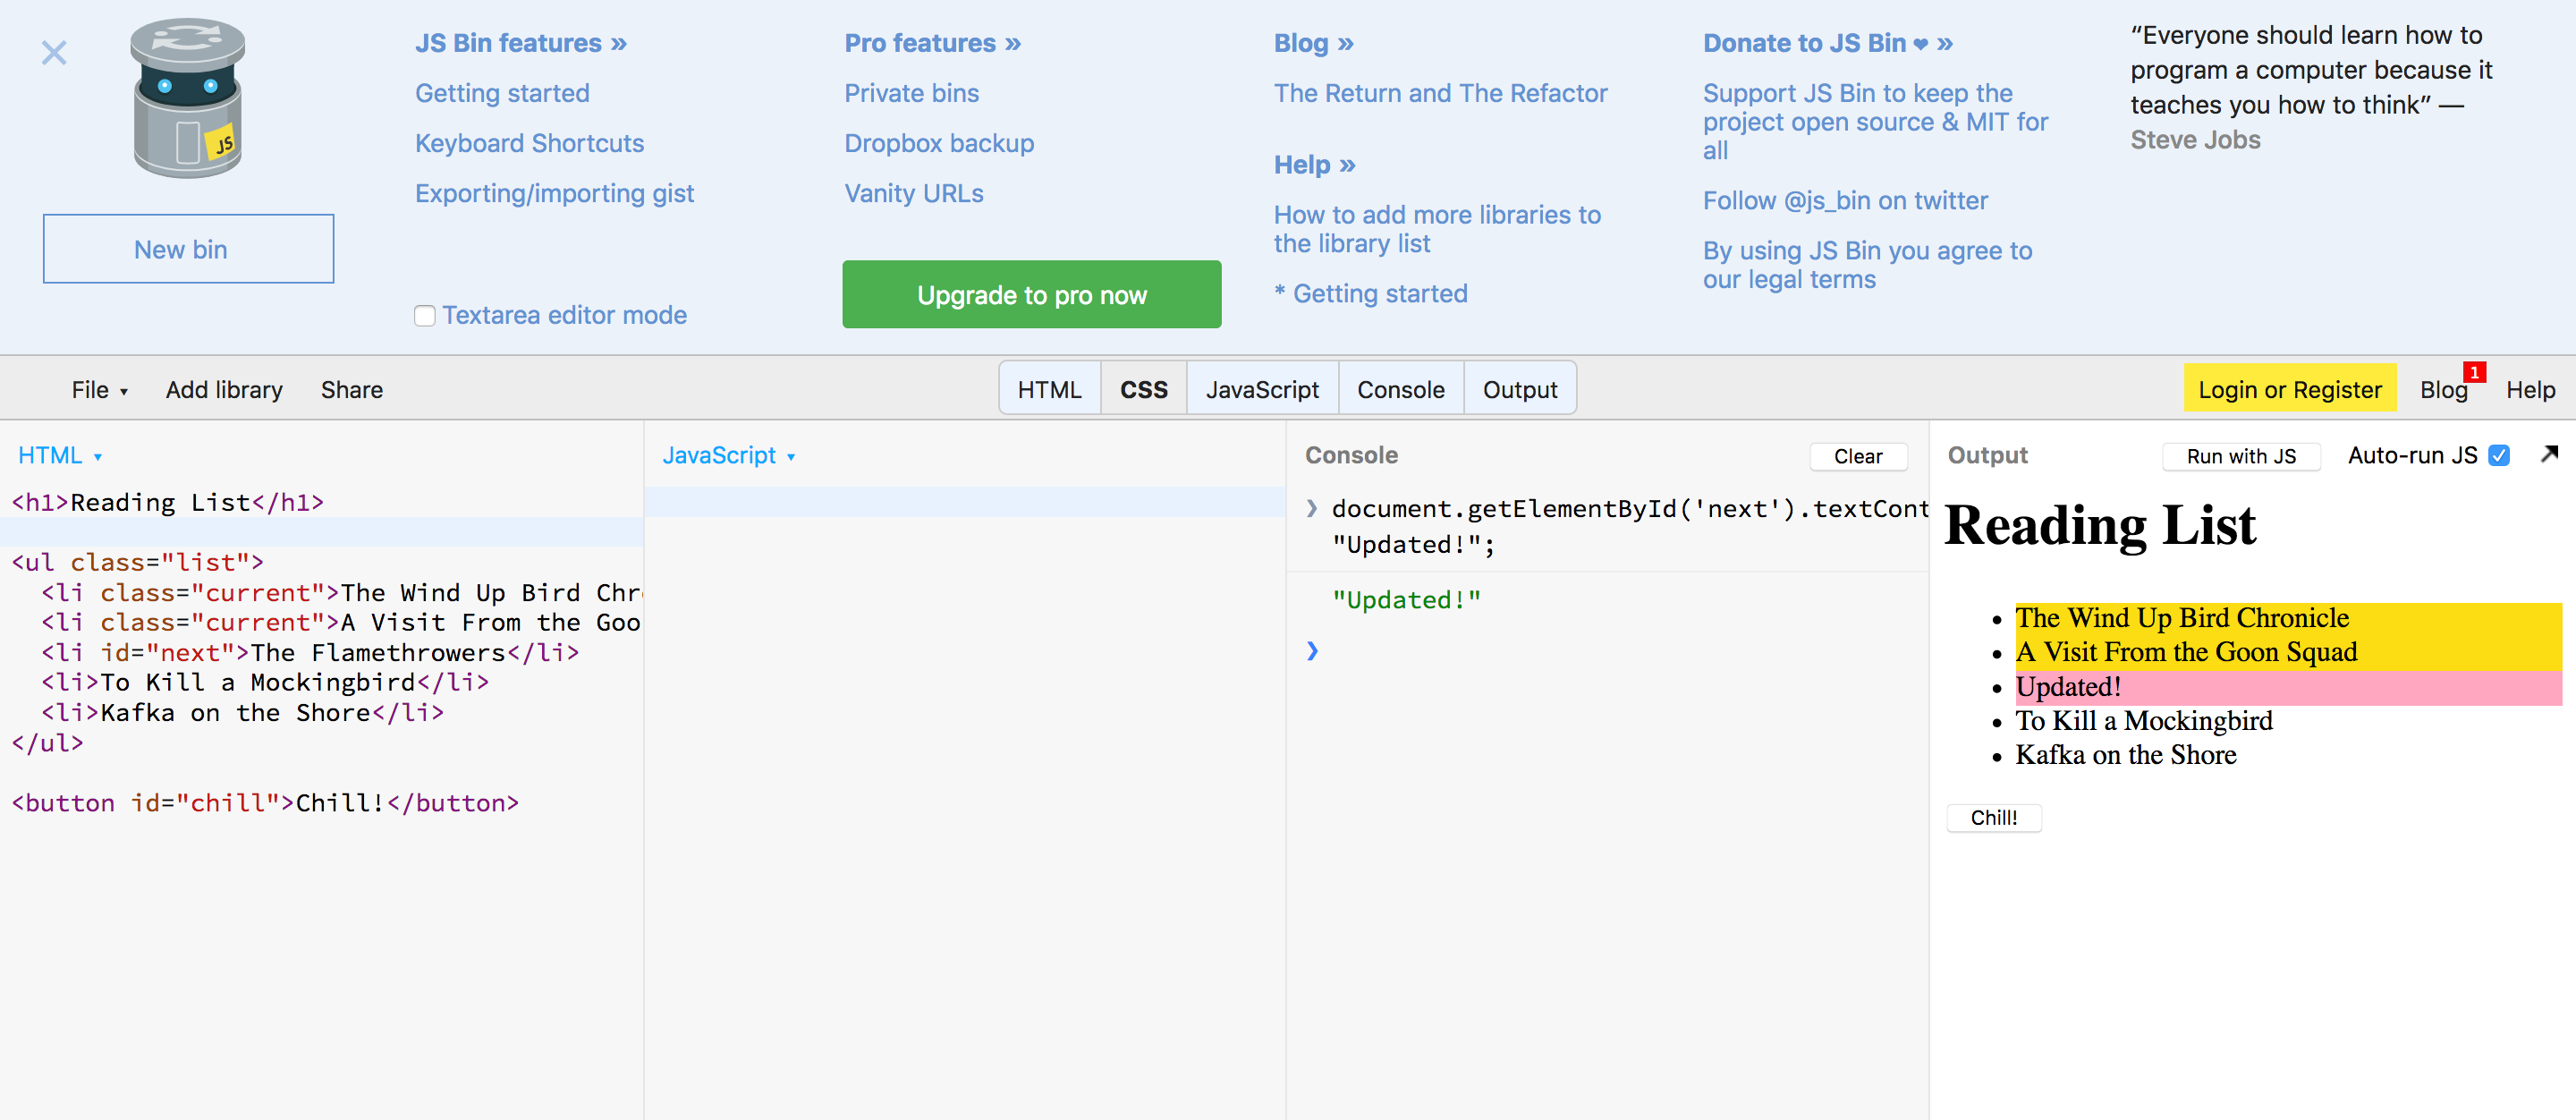 JS
New bin
JS Bin features »
Getting started
Keyboard Shortcuts
Exporting/importing gist
Textarea editor mode
Pro features »
Private bins
Dropbox backup
Vanity URLs
Upgrade to pro now
Blog »
The Return and The Refactor
Help »
How to add more libraries to
the library list
* Getting started
Donate to JS Bin ❤ »
Support JS Bin to keep the
project open source & MIT for
all
Follow @js_bin on twitter
By using JS Bin you agree to
our legal terms
“Everyone should learn how to
program a computer because it
teaches you how to think” —
Steve Jobs
File ▾ Add library Share
HTML CSS JavaScript Console Output
Login or Register Blog 1 Help
HTML ▾
<h1>Reading List</h1>
<ul class="list">
<li class="current">The Wind Up Bird Chr
<li class="current">A Visit From the Goo
<li id="next">The Flamethrowers</li>
<li>To Kill a Mockingbird</li>
<li>Kafka on the Shore</li>
</ul>
<button id="chill">Chill!</button>
JavaScript ▾
Console Clear
❯ document.getElementById('next').textCont
"Updated!";
"Updated!"
❯
Output Run with JS Auto-run JS
Reading List
• The Wind Up Bird Chronicle
• A Visit From the Goon Squad
• Updated!
• To Kill a Mockingbird
• Kafka on the Shore
Chill!